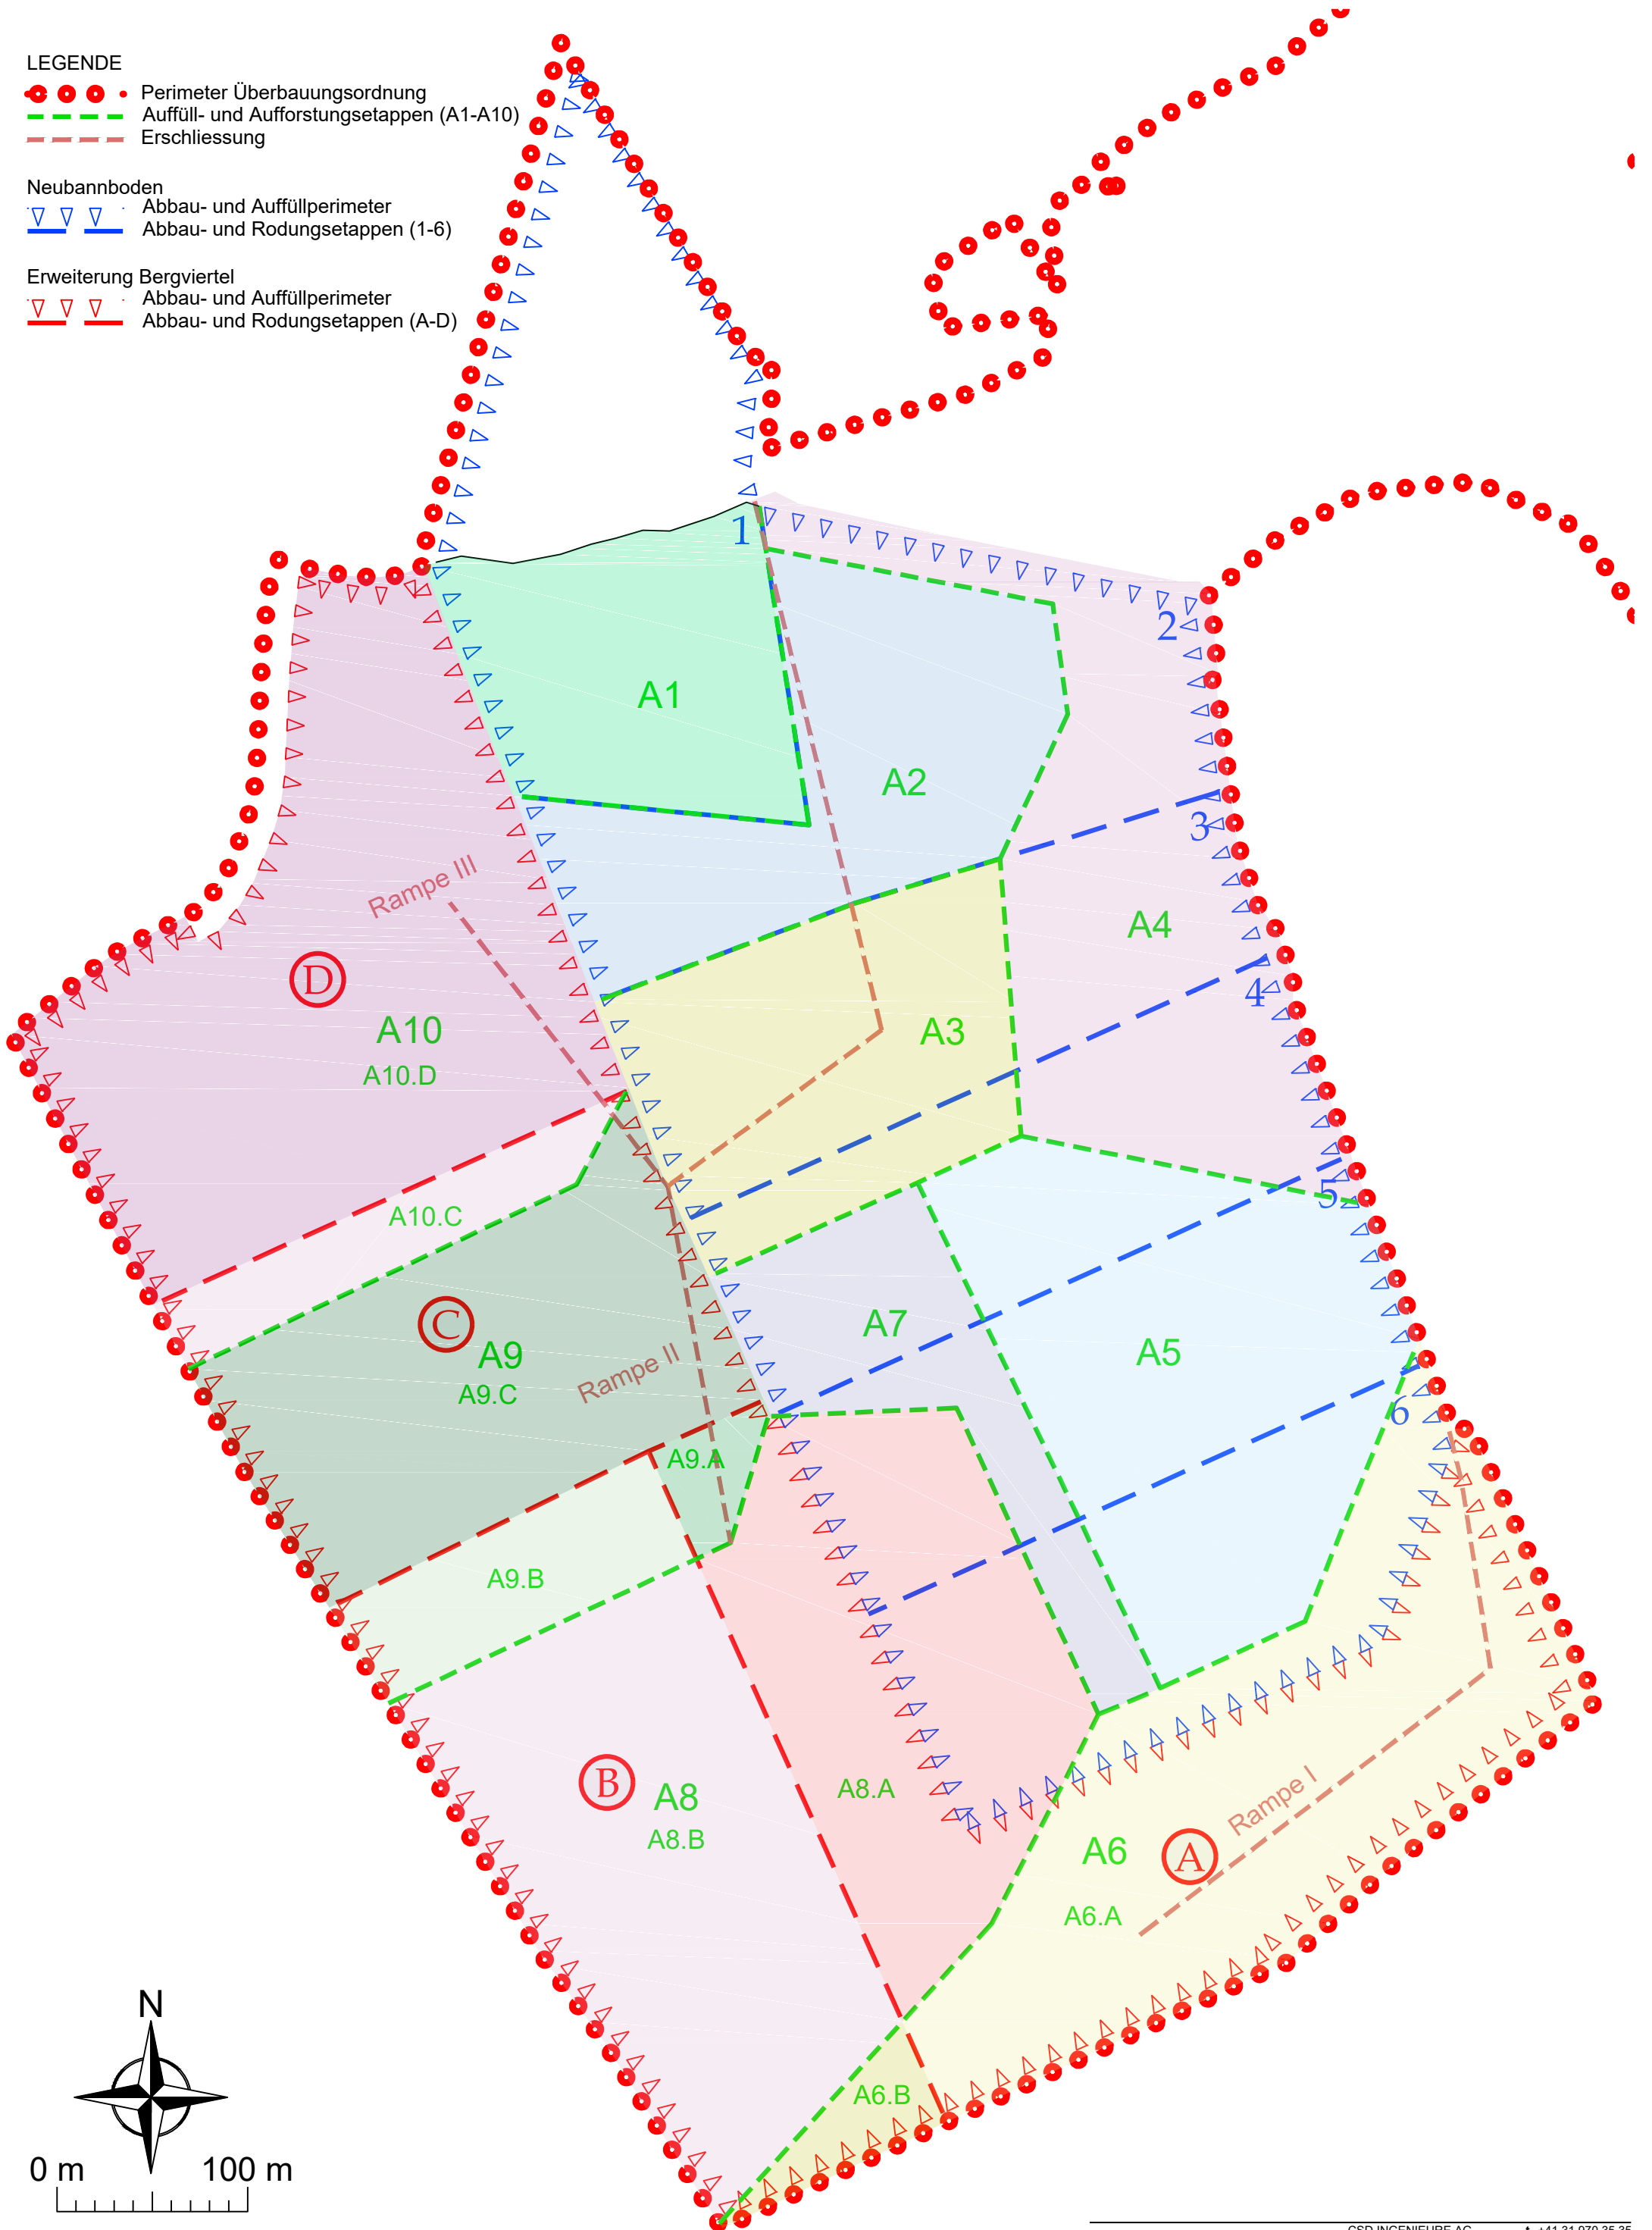 LEGENDE
Perimeter Überbauungsordnung
Auffüll- und Aufforstungsetappen (A1-A10)
Erschliessung
Neubannboden
Abbau- und Auffüllperimeter
Abbau- und Rodungsetappen (1-6)
Erweiterung Bergviertel
Abbau- und Auffüllperimeter
Abbau- und Rodungsetappen (A-D)
1
2
A1
A2
3
Rampe III
A4
D
4
A10
A3
A10.D
5
A10.C
C
A7
A9
A5
Rampe II
A9.C
6
A9.A
A9.B
B
A8
A8.A
Rampe I
A8.B
A6
A
A6.A
N
A6.B
0 m 100 m
CSD INGENIEURE AG